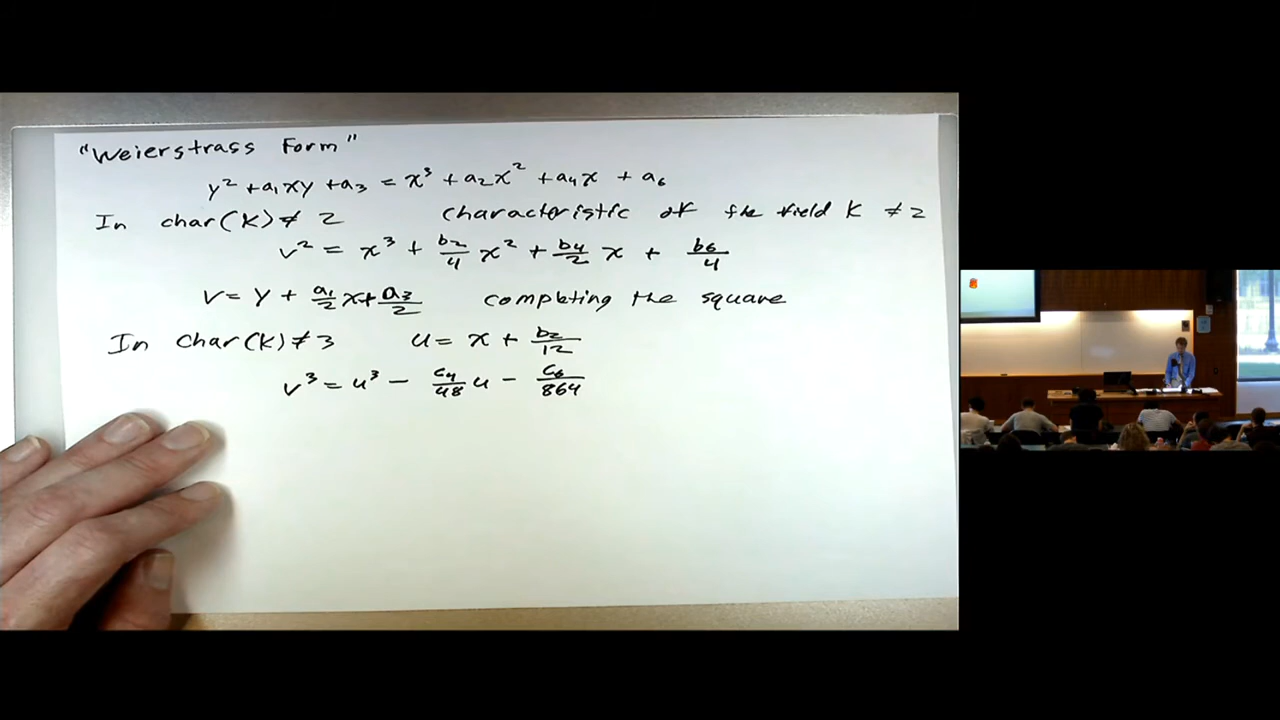 "Weierstrass Form"
y² + a₁xy + a₃ = x³ + a₂x² + a₄x + a₆
In char(K) ≠ 2 characteristic of the field K ≠ 2
v² = x³ + b₂/4 x² + b₄/2 x + b₆/4
v = y + a₁/2 x + a₃/2 completing the square
In char(K) ≠ 3 u = x + b₂/12
v³ = u³ - c₄/48 u - c₆/864